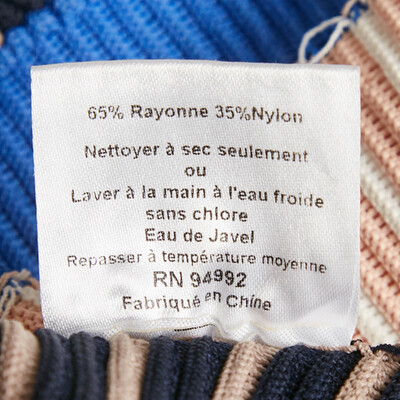 65% Rayonne 35%Nylon
Nettoyer à sec seulement
ou
Laver à la main à l'eau froide
sans chlore
Eau de Javel
Repasser à température moyenne
RN 94992
Fabriqué en Chine